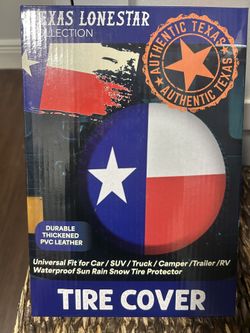 TEXAS LONESTAR
COLLECTION
AUTHENTIC TEXAS
AUTHENTIC TEXAS
DURABLE
THICKENED
PVC LEATHER
Universal Fit for Car / SUV / Truck / Camper /Trailer /RV
Waterproof Sun Rain Snow Tire Protector
TIRE COVER